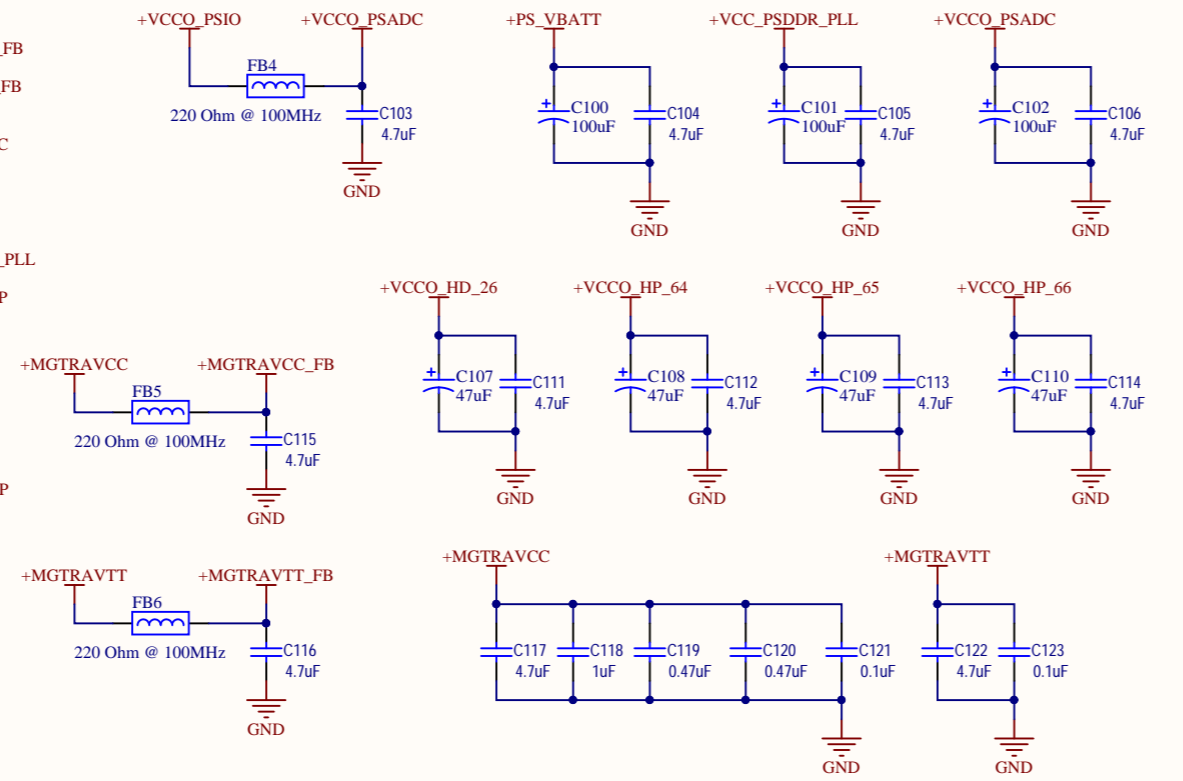 +VCCO_PSIO
+VCCO_PSADC
+PS_VBATT
+VCC_PSDDR_PLL
+VCCO_PSADC
_FB
FB4
FB
220 Ohm @ 100MHz
C103
4.7uF
+
C100
100uF
C104
4.7uF
+
C101
100uF
C105
4.7uF
+
C102
100uF
C106
4.7uF
C
GND
GND
GND
GND
_PLL
P
+VCCO_HD_26
+VCCO_HP_64
+VCCO_HP_65
+VCCO_HP_66
+MGTRAVCC
+MGTRAVCC_FB
FB5
220 Ohm @ 100MHz
C115
4.7uF
+
C107
47uF
C111
4.7uF
+
C108
47uF
C112
4.7uF
+
C109
47uF
C113
4.7uF
+
C110
47uF
C114
4.7uF
P
GND
GND
GND
GND
GND
+MGTRAVTT
+MGTRAVTT_FB
FB6
220 Ohm @ 100MHz
C116
4.7uF
GND
+MGTRAVCC
+MGTRAVTT
C117
4.7uF
C118
1uF
C119
0.47uF
C120
0.47uF
C121
0.1uF
C122
4.7uF
C123
0.1uF
GND
GND